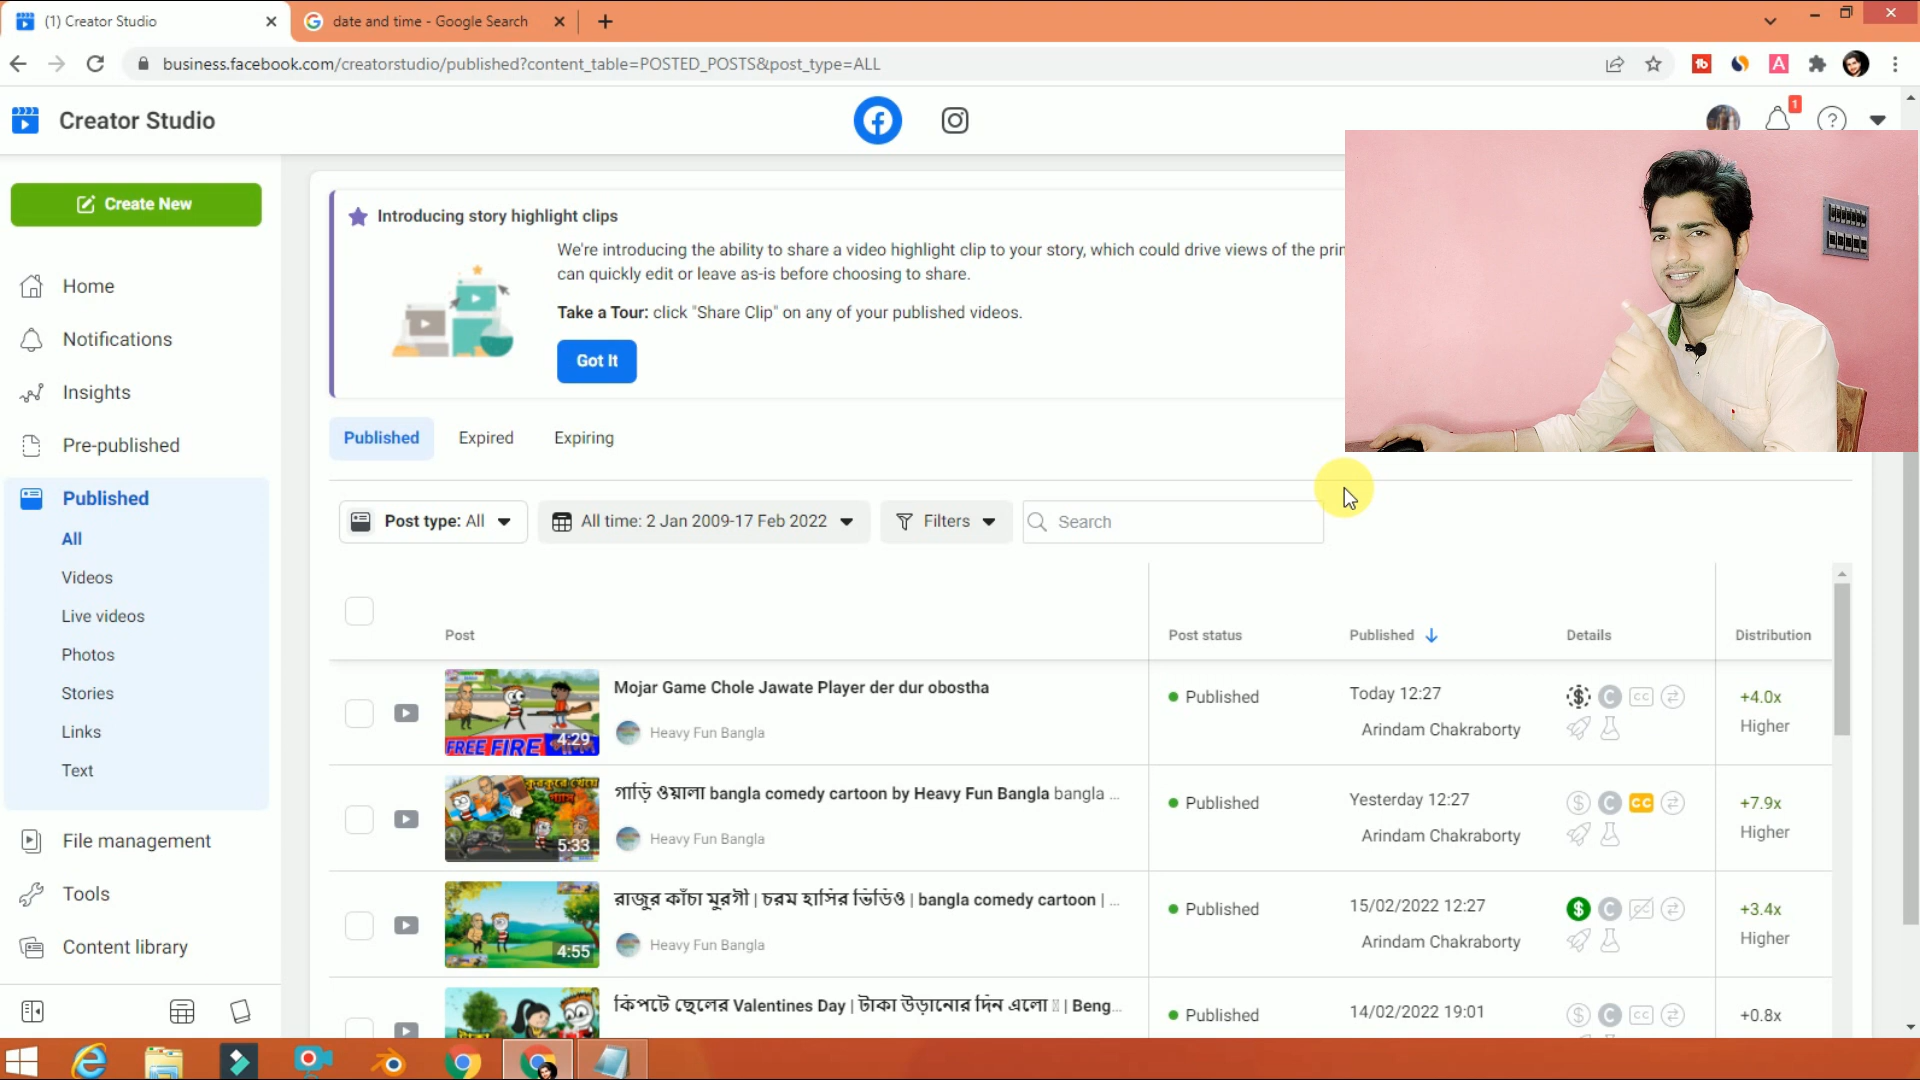 (1) Creator Studio
date and time - Google Search
business.facebook.com/creatorstudio/published?content_table=POSTED_POSTS&post_type=ALL
Creator Studio
1
Create New
Home
Notifications
Insights
Pre-published
Published
All
Videos
Live videos
Photos
Stories
Links
Text
File management
Tools
Content library
Introducing story highlight clips
We're introducing the ability to share a video highlight clip to your story, which could drive views of the
can quickly edit or leave as-is before choosing to share.
Take a Tour: click "Share Clip" on any of your published videos.
Got It
Published Expired Expiring
Post type: All
All time: 2 Jan 2009-17 Feb 2022
Filters
Search
Post Post status Published Details Distribution
Mojar Game Chole Jawate Player der dur obostha
Heavy Fun Bangla
FREE FIRE 4:29
Published
Today 12:27
Arindam Chakraborty
+4.0x
Higher
গাড়ি ওয়ালা bangla comedy cartoon by Heavy Fun Bangla bangla ...
Heavy Fun Bangla
5:33
Published
Yesterday 12:27
Arindam Chakraborty
CC
+7.9x
Higher
রাজুর কাঁচা মুরগী | চরম হাসির ভিডিও | bangla comedy cartoon | ...
Heavy Fun Bangla
4:55
Published
15/02/2022 12:27
Arindam Chakraborty
+3.4x
Higher
কিপটে ছেলের Valentines Day | টাকা উড়ানোর দিন এলো | Beng...
Published
14/02/2022 19:01
+0.8x